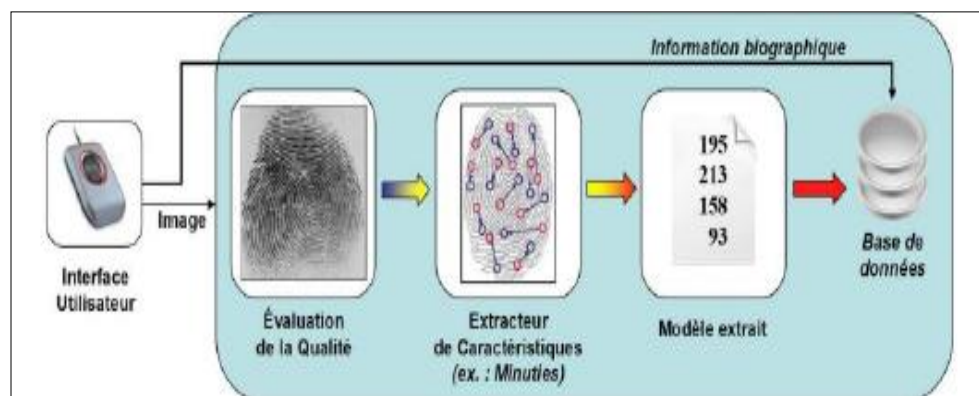 Information biographique
Image
195
213
158
93
Interface
Utilisateur
Évaluation
de la Qualité
Extracteur
de Caractéristiques
(ex. : Minuties)
Modèle extrait
Base de
données